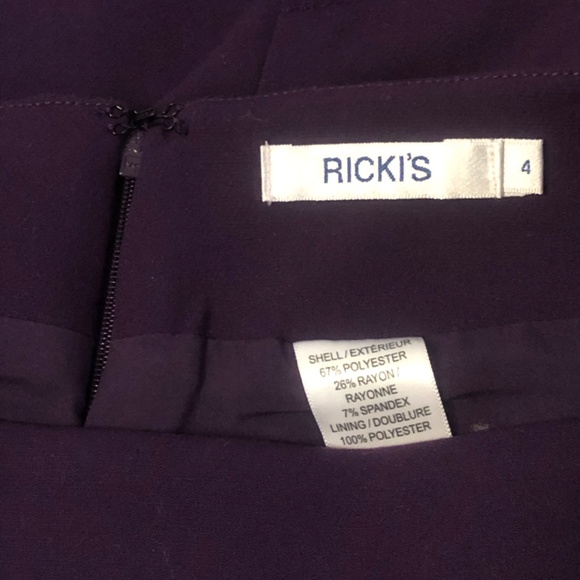 RICKI'S
4
SHELL / EXTÉRIEUR
67% POLYESTER
26% RAYON /
RAYONNE
7% SPANDEX
LINING / DOUBLURE
100% POLYESTER